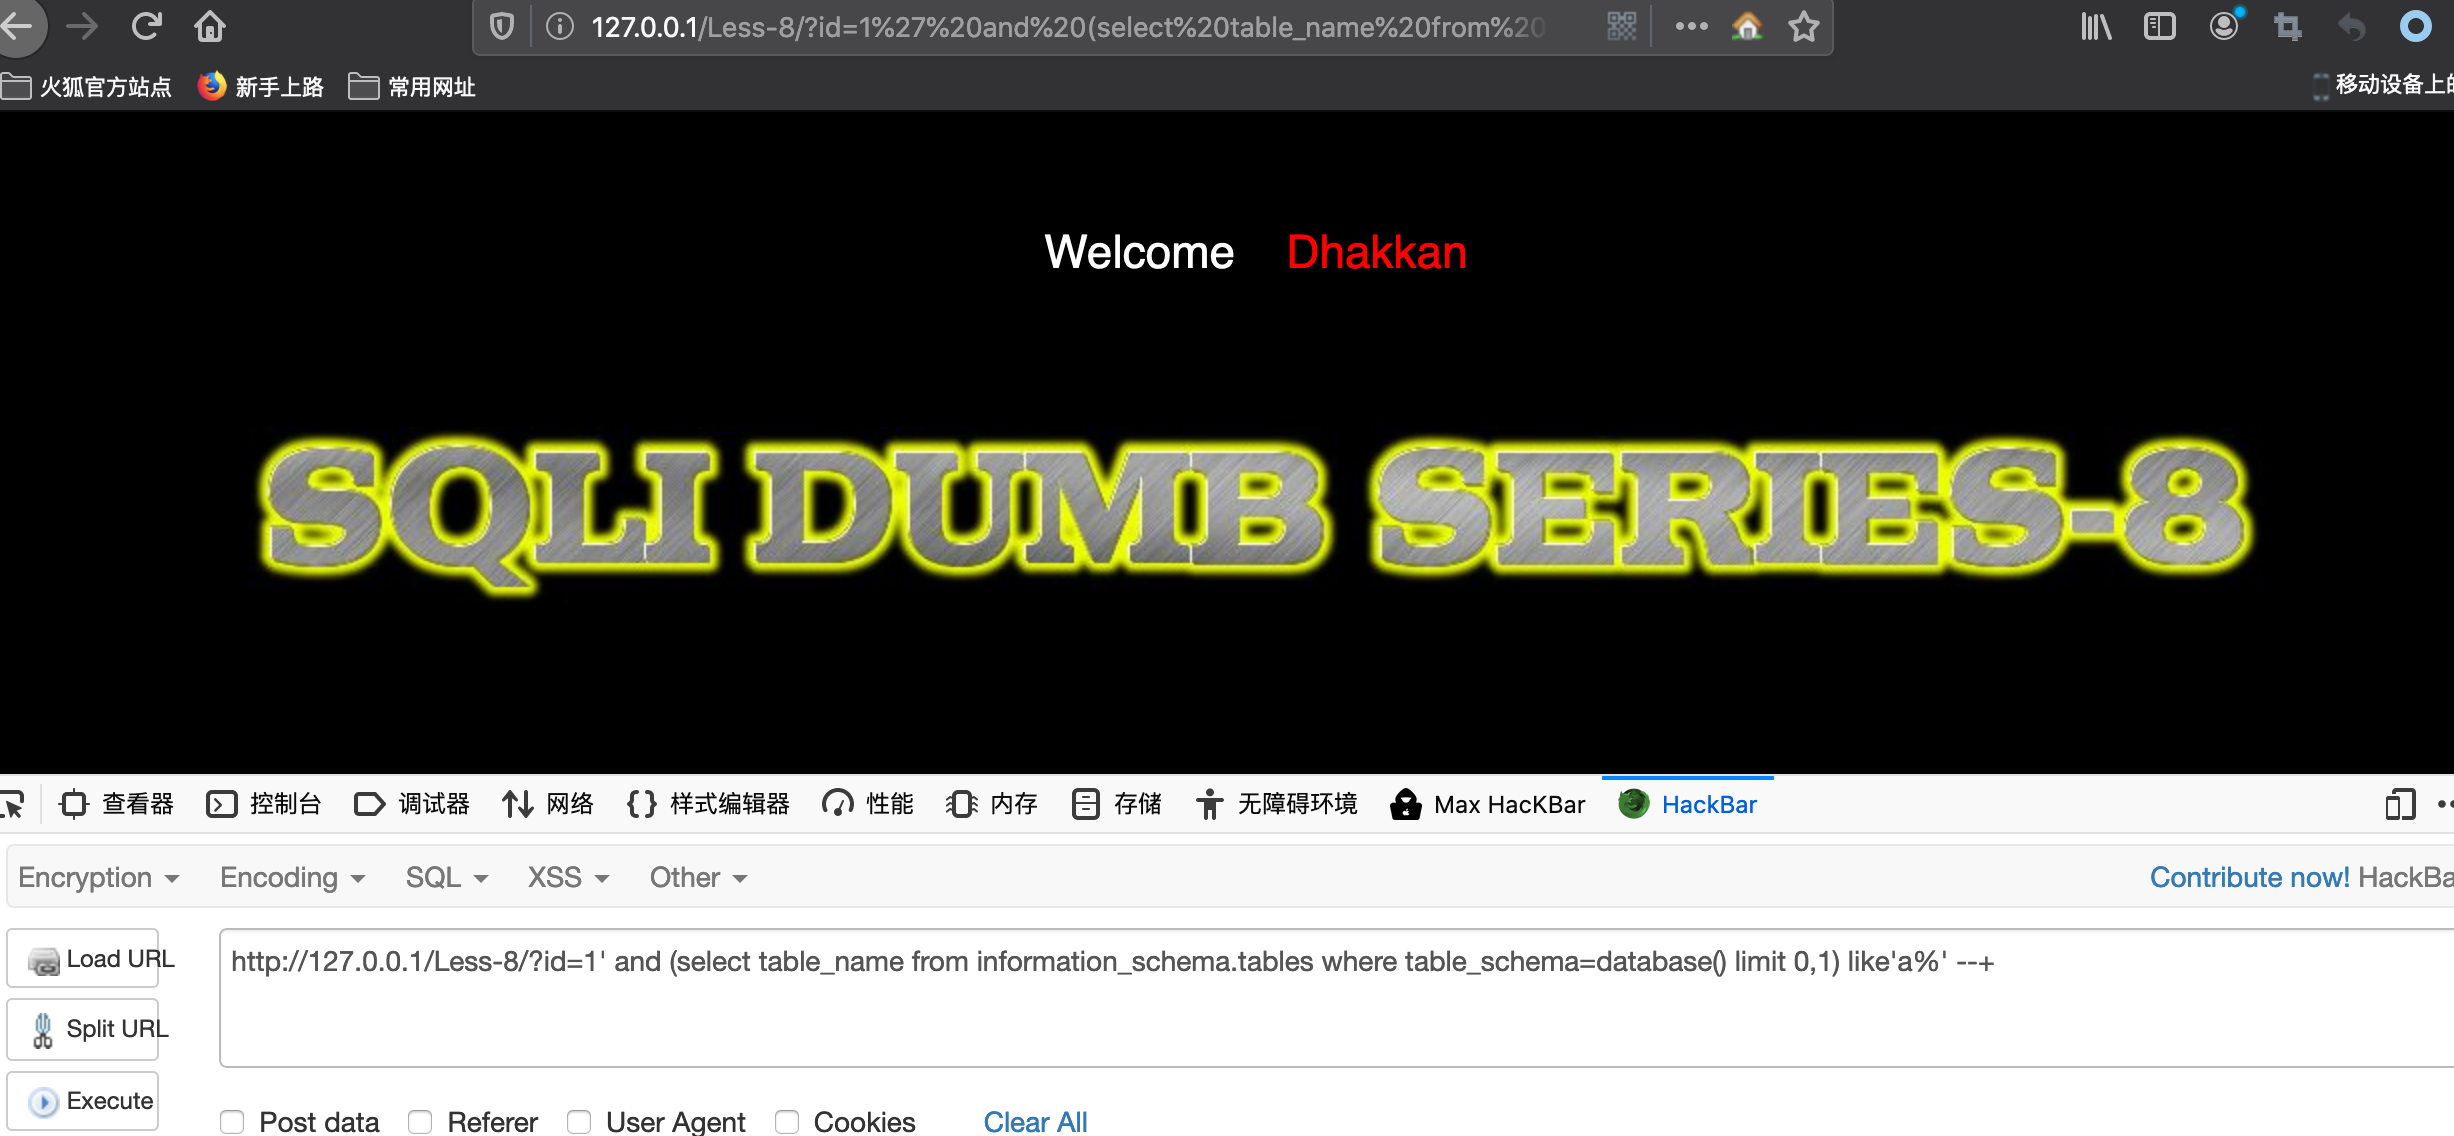 127.0.0.1/Less-8/?id=1%27%20and%20(select%20table_name%20from%20
火狐官方站点 新手上路 常用网址 移动设备上的
Welcome Dhakkan
SQLI DUMB SERIES-8
查看器 控制台 调试器 网络 样式编辑器 性能 内存 存储 无障碍环境 Max HacKBar HackBar
Encryption Encoding SQL XSS Other Contribute now! HackBa
Load URL http://127.0.0.1/Less-8/?id=1' and (select table_name from information_schema.tables where table_schema=database() limit 0,1) like'a%' --+
Split URL
Execute
Post data Referer User Agent Cookies Clear All